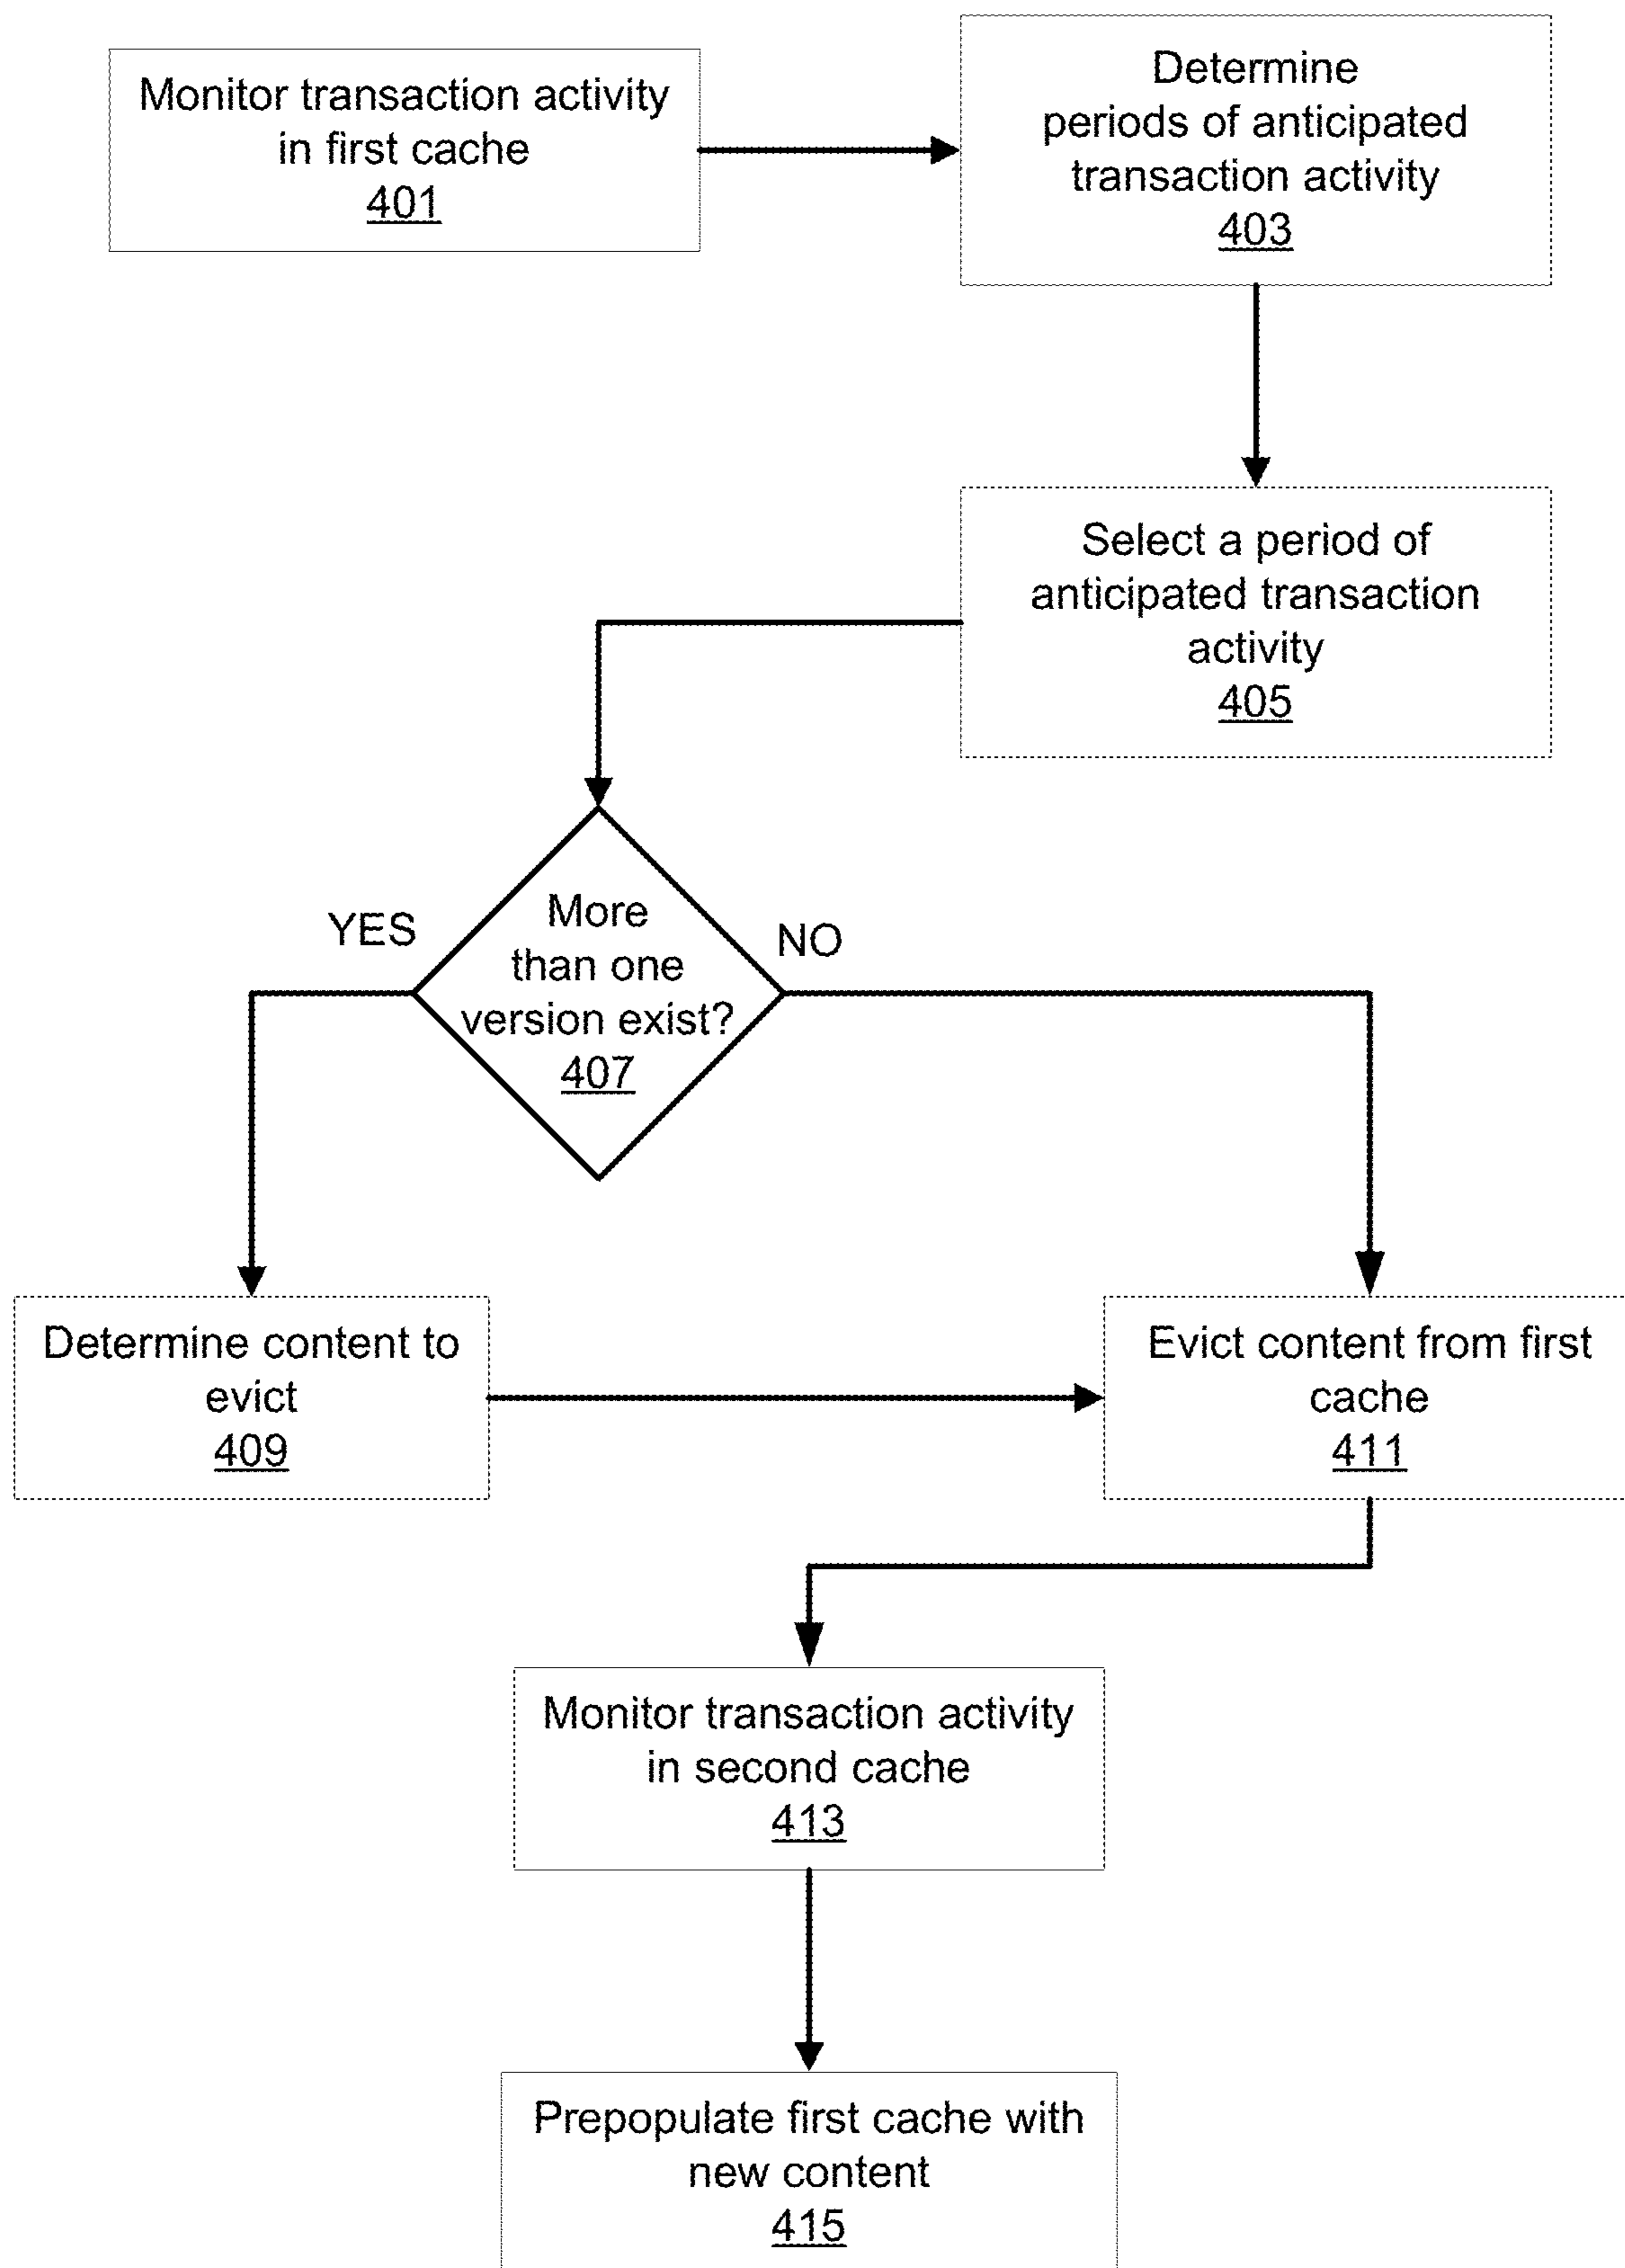 Monitor transaction activity
in first cache
401
Determine
periods of anticipated
transaction activity
403
Select a period of
anticipated transaction
activity
405
YES
More
than one
version exist?
407
NO
Determine content to
evict
409
Evict content from first
cache
411
Monitor transaction activity
in second cache
413
Prepopulate first cache with
new content
415